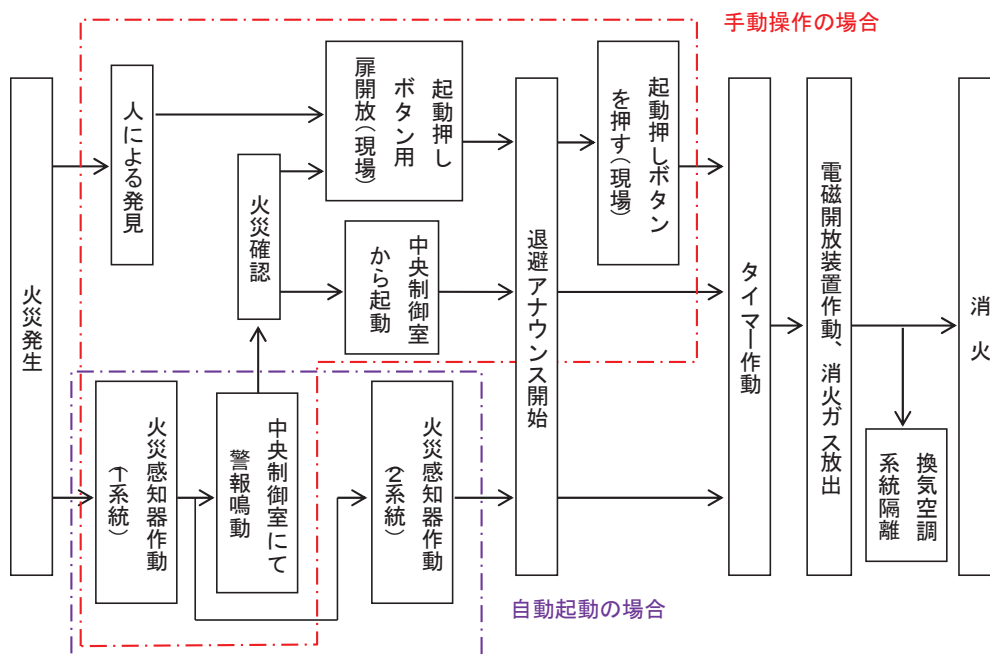 手動操作の場合
火災発生
人による発見
起動押し
ボタン用
扉開放(現場)
火災確認
中央制御室
から起動
火災感知器作動
(1系統)
中央制御室にて
警報鳴動
火災感知器作動
(2系統)
退避アナウンス開始
起動押しボタン
を押す(現場)
タイマー作動
電磁開放装置作動、消火ガス放出
換気空調
系統隔離
消火
自動起動の場合